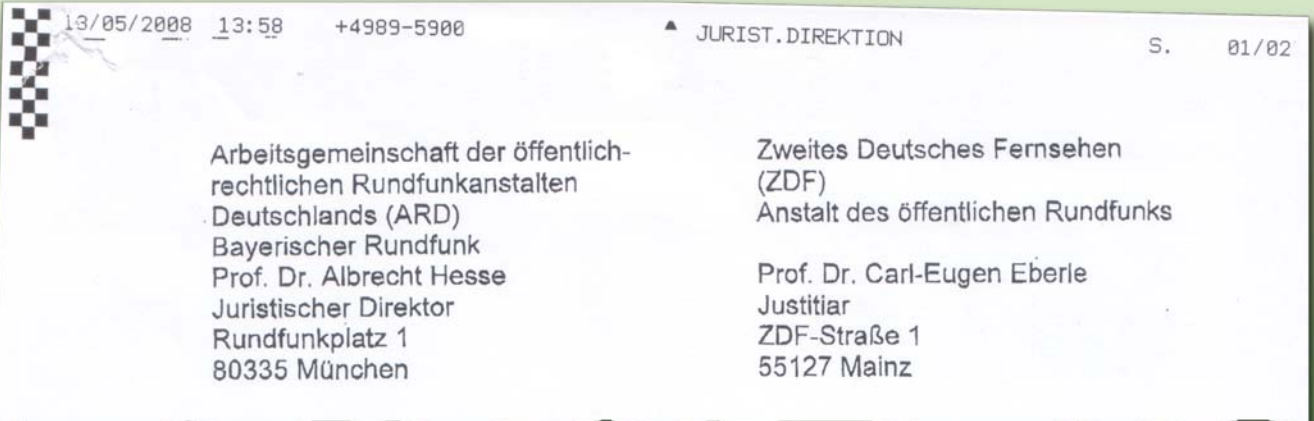 13/05/2008 13:58 +4989-5900 ▲ JURIST.DIREKTION S. 01/02
Arbeitsgemeinschaft der öffentlich-
rechtlichen Rundfunkanstalten
Deutschlands (ARD)
Bayerischer Rundfunk
Prof. Dr. Albrecht Hesse
Juristischer Direktor
Rundfunkplatz 1
80335 München
Zweites Deutsches Fernsehen
(ZDF)
Anstalt des öffentlichen Rundfunks
Prof. Dr. Carl-Eugen Eberle
Justitiar
ZDF-Straße 1
55127 Mainz